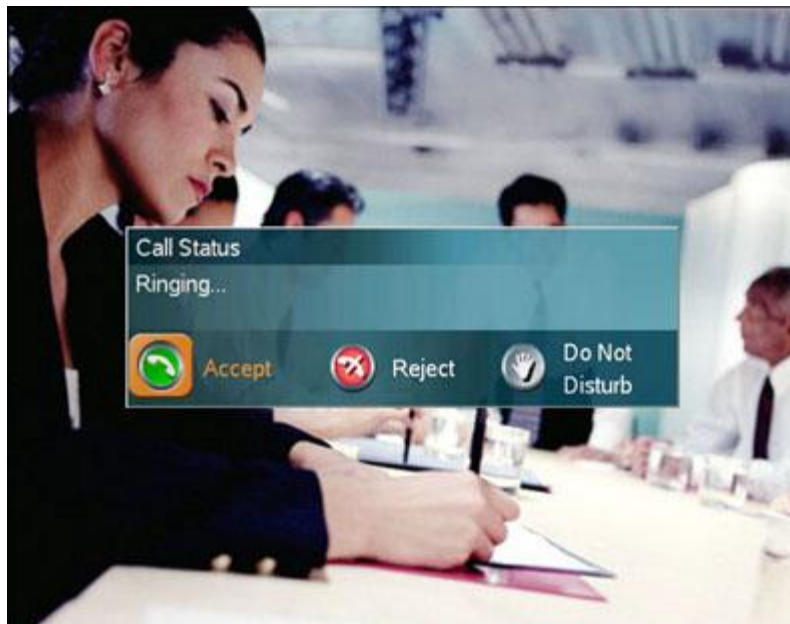 Call Status
Ringing...
Accept
Reject
Do Not
Disturb